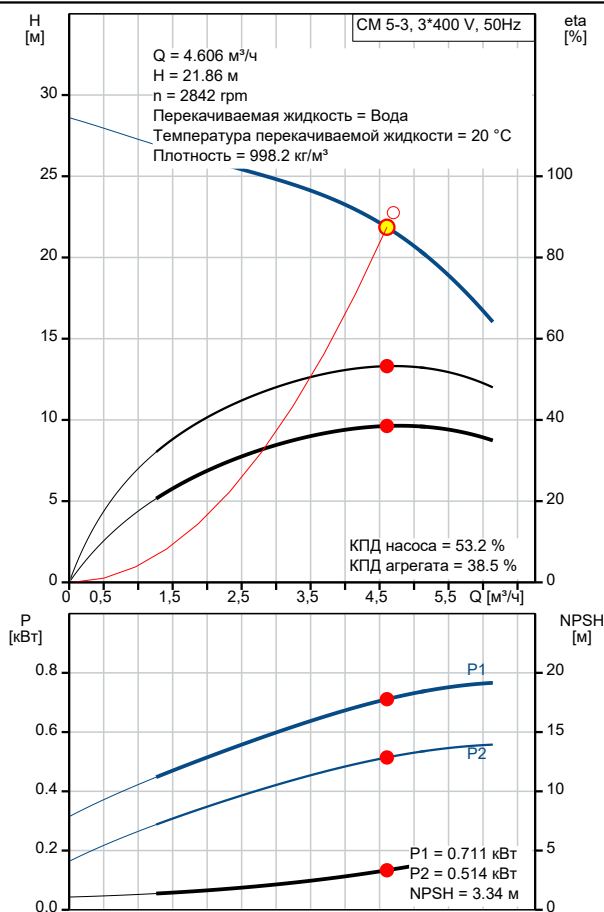 H
[м]
CM 5-3, 3*400 V, 50Hz
eta
[%]
Q = 4.606 м³/ч
H = 21.86 м
n = 2842 rpm
Перекачиваемая жидкость = Вода
Температура перекачиваемой жидкости = 20 °C
Плотность = 998.2 кг/м³
30
25
100
20
80
15
60
10
40
5
20
КПД насоса = 53.2 %
КПД агрегата = 38.5 %
0
0
0
0,5
1,5
2,5
3,5
4,5
5,5
Q [м³/ч]
P
[кВт]
NPSH
[м]
P1
0.8
20
0.6
15
P2
0.4
10
0.2
5
P1 = 0.711 кВт
P2 = 0.514 кВт
NPSH = 3.34 м
0.0
0